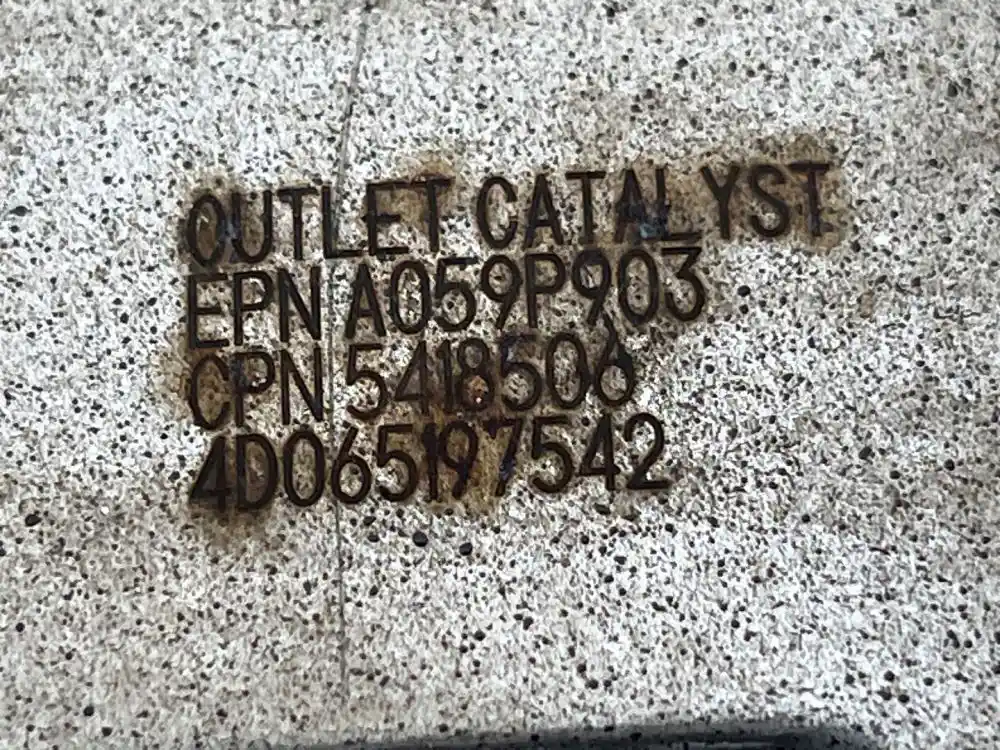 OUTLET CATALYST
EPN A059P903
CPN 5418506
4D065197542